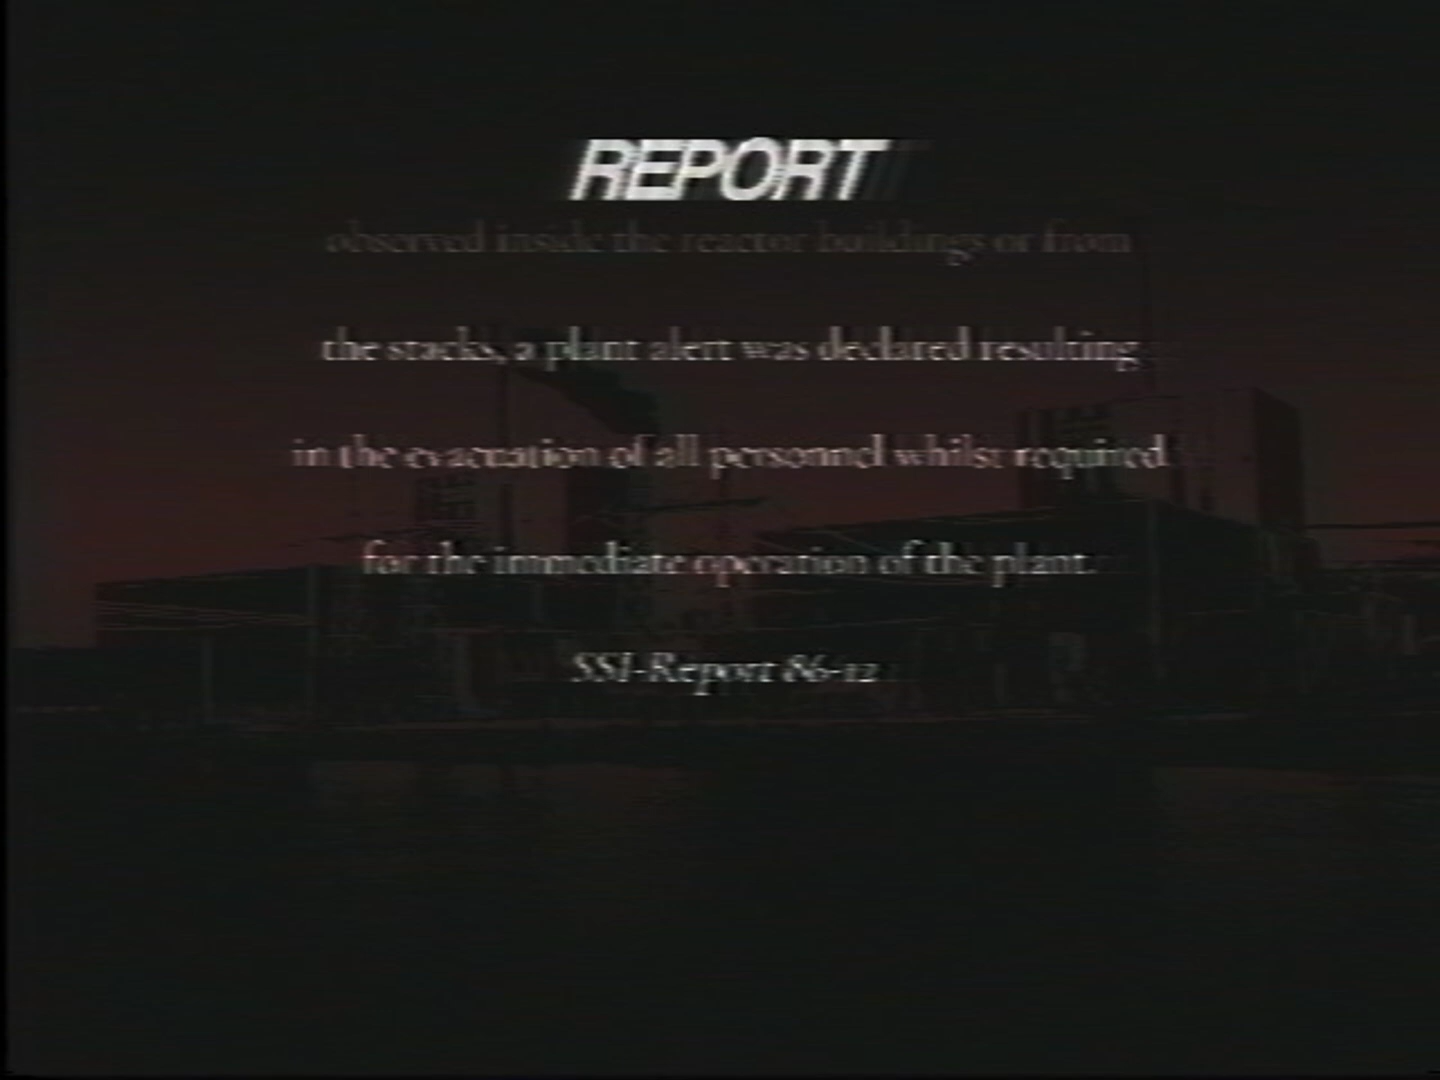 REPORT
observed inside the reactor buildings or from
the stacks, a plant alert was declared resulting
in the evacuation of all personnel whilst required
for the immediate operation of the plant.
SSI-Report 86-12